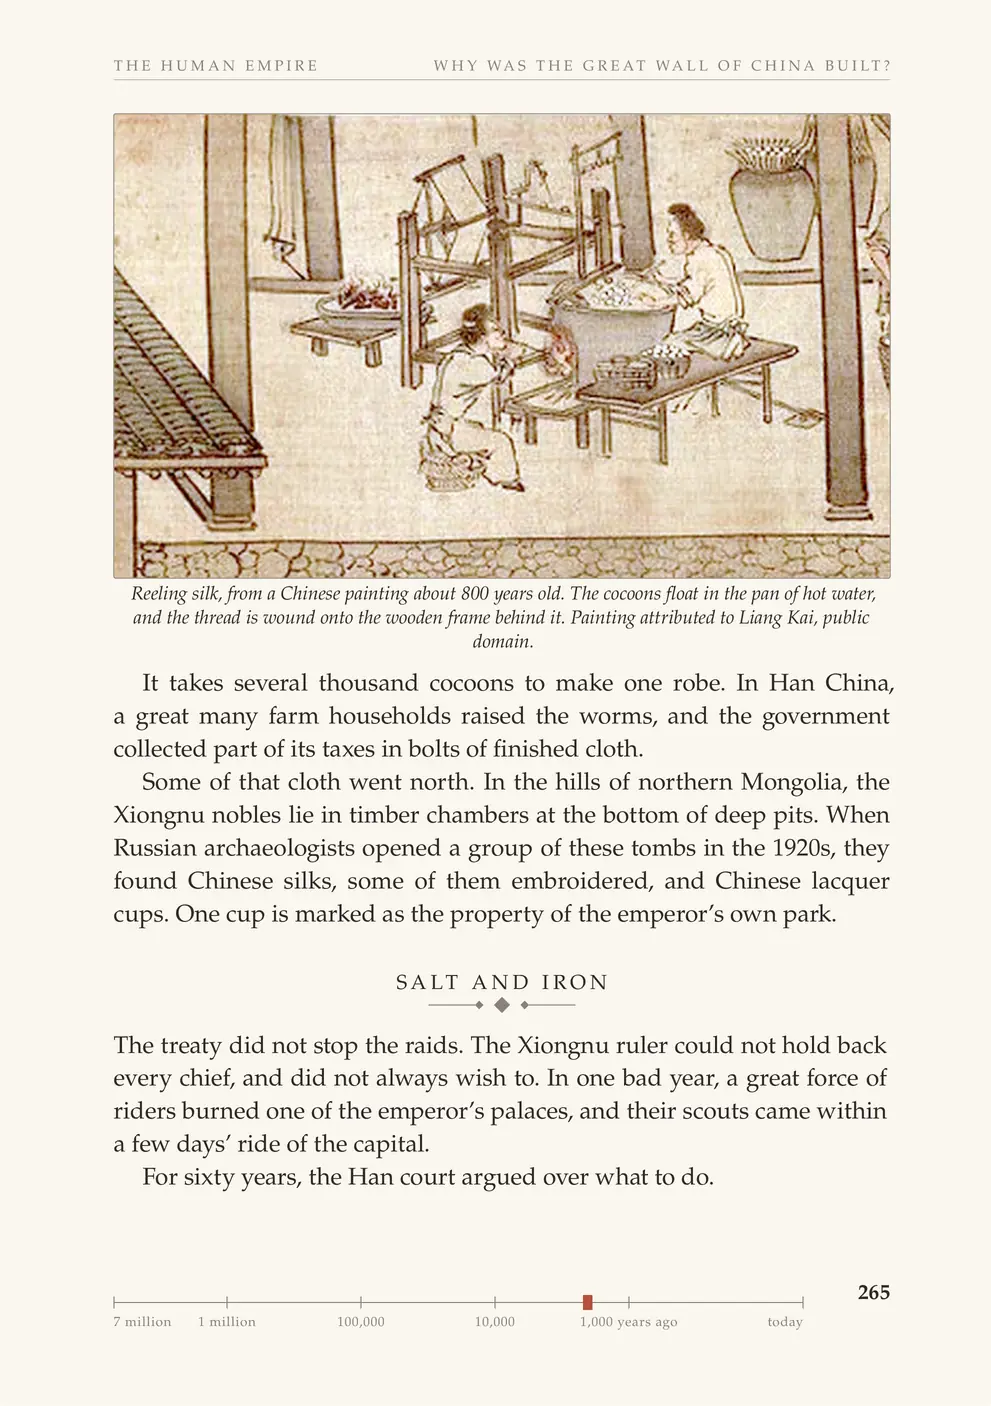 THE HUMAN EMPIRE
WHY WAS THE GREAT WALL OF CHINA BUILT?
Reeling silk, from a Chinese painting about 800 years old. The cocoons float in the pan of hot water,
and the thread is wound onto the wooden frame behind it. Painting attributed to Liang Kai, public
domain.
It takes several thousand cocoons to make one robe. In Han China,
a great many farm households raised the worms, and the government
collected part of its taxes in bolts of finished cloth.
Some of that cloth went north. In the hills of northern Mongolia, the
Xiongnu nobles lie in timber chambers at the bottom of deep pits. When
Russian archaeologists opened a group of these tombs in the 1920s, they
found Chinese silks, some of them embroidered, and Chinese lacquer
cups. One cup is marked as the property of the emperor’s own park.
SALT AND IRON
The treaty did not stop the raids. The Xiongnu ruler could not hold back
every chief, and did not always wish to. In one bad year, a great force of
riders burned one of the emperor’s palaces, and their scouts came within
a few days’ ride of the capital.
For sixty years, the Han court argued over what to do.
265
7 million 1 million 100,000 10,000 1,000 years ago today